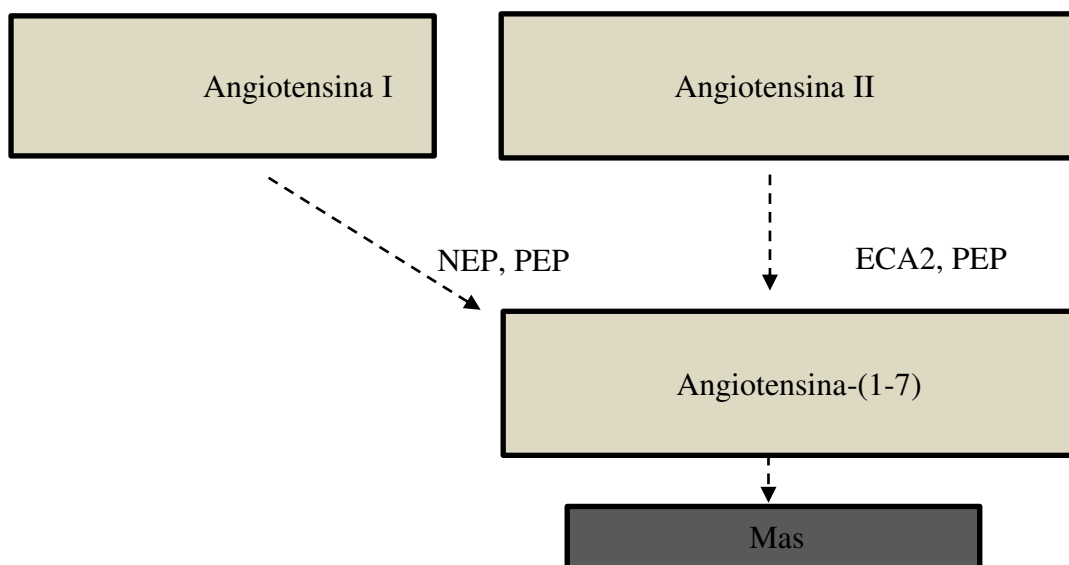 Angiotensina I
Angiotensina II
NEP, PEP
ECA2, PEP
Angiotensina-(1-7)
Mas